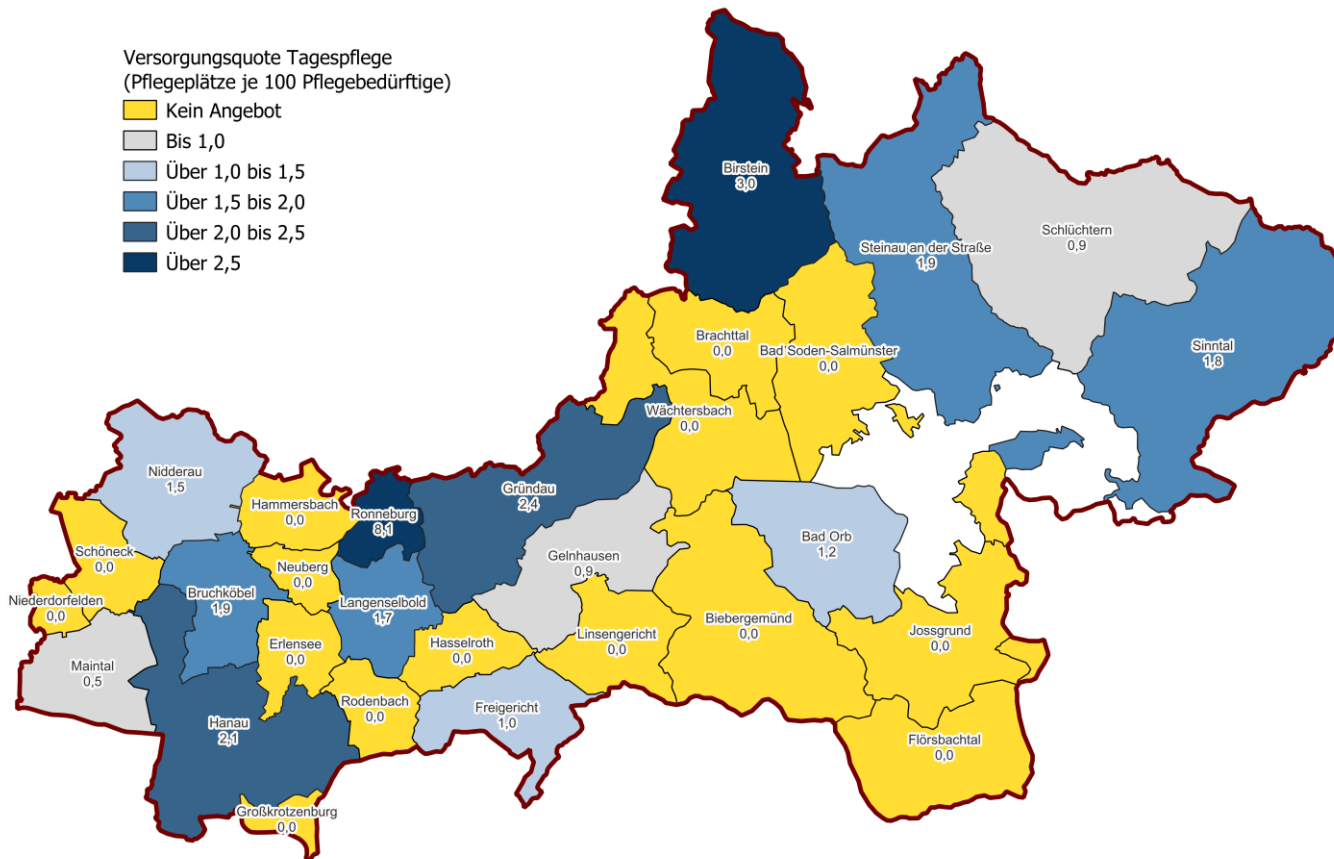 Versorgungsquote Tagespflege
(Pflegeplätze je 100 Pflegebedürftige)
Kein Angebot
Bis 1,0
Über 1,0 bis 1,5
Über 1,5 bis 2,0
Über 2,0 bis 2,5
Über 2,5
Birstein
3,0
Schlüchtern
0,9
Steinau an der Straße
1,9
Brachttal
0,0
Bad Soden-Salmünster
0,0
Sinntal
1,8
Wächtersbach
0,0
Nidderau
1,5
Gründau
2,4
Hammersbach
0,0
Ronneburg
8,1
Bad Orb
1,2
Schöneck
0,0
Gelnhausen
0,9
Neuberg
0,0
Bruchköbel
1,9
Langenselbold
1,7
Niederdorfelden
0,0
Biebergemünd
0,0
Jossgrund
0,0
Linsengericht
0,0
Hasselroth
0,0
Erlensee
0,0
Maintal
0,5
Rodenbach
0,0
Freigericht
1,0
Hanau
2,1
Flörsbachtal
0,0
Großkrotzenburg
0,0